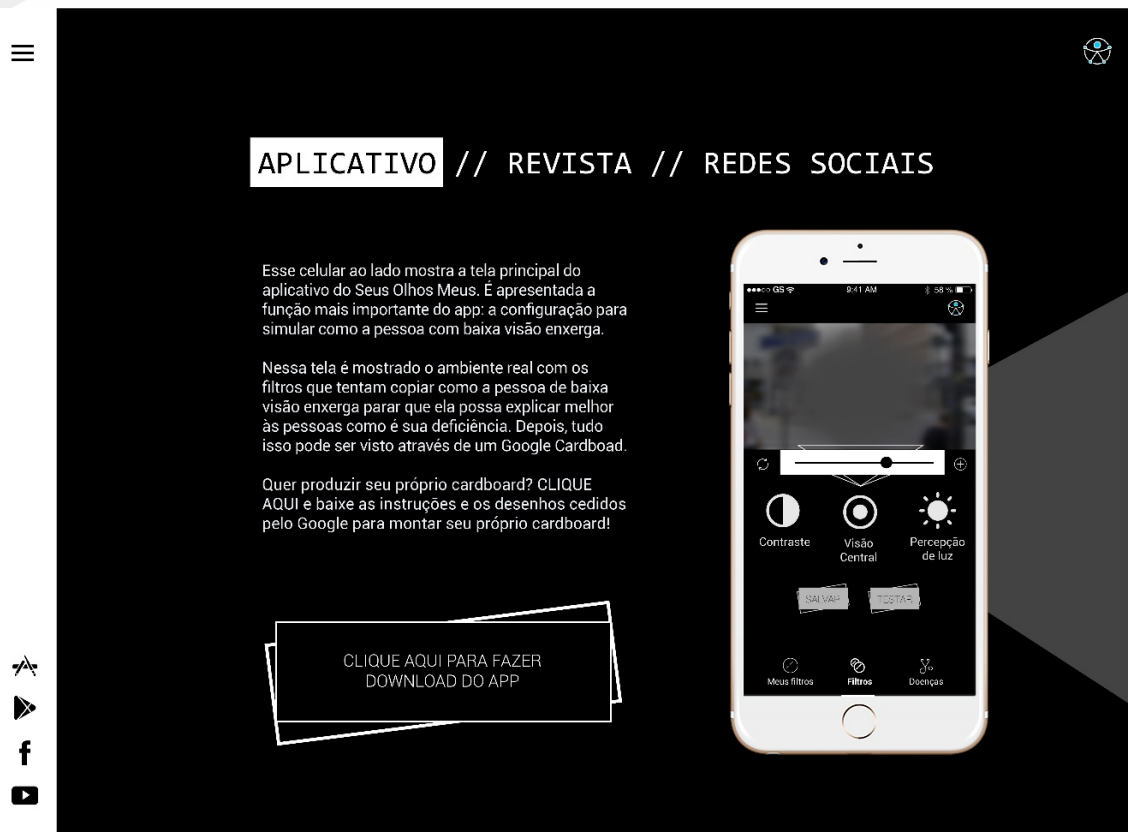 APLICATIVO // REVISTA // REDES SOCIAIS
Esse celular ao lado mostra a tela principal do
aplicativo do Seus Olhos Meus. É apresentada a
função mais importante do app: a configuração para
simular como a pessoa com baixa visão enxerga.
Nessa tela é mostrado o ambiente real com os
filtros que tentam copiar como a pessoa de baixa
visão enxerga parar que ela possa explicar melhor
às pessoas como é sua deficiência. Depois, tudo
isso pode ser visto através de um Google Cardboad.
Quer produzir seu próprio cardboard? CLIQUE
AQUI e baixe as instruções e os desenhos cedidos
pelo Google para montar seu próprio cardboard!
CLIQUE AQUI PARA FAZER
DOWNLOAD DO APP
GS 9:41 AM 58 %
Contraste
Visão
Central
Percepção
de luz
SALVAR TESTAR
Meus filtros Filtros Doenças